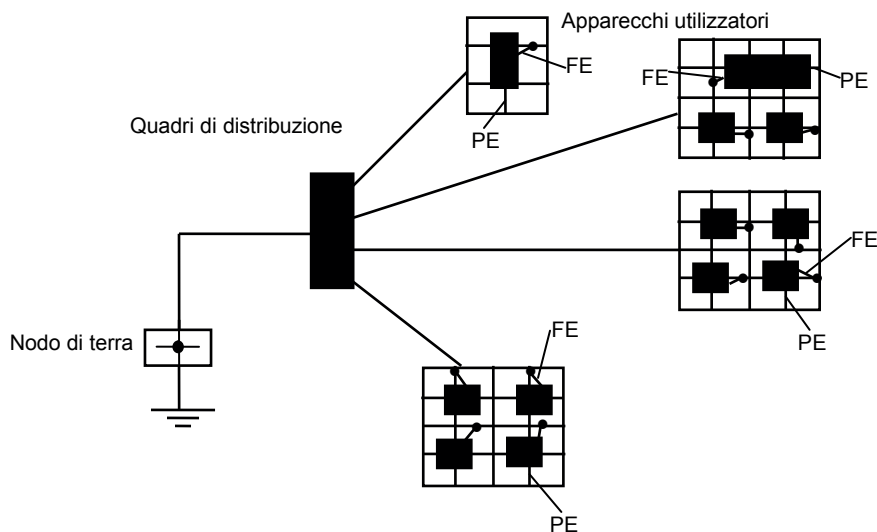 Apparecchi utilizzatori
FE
FE
PE
Quadri di distribuzione
PE
FE
Nodo di terra
FE
PE
PE